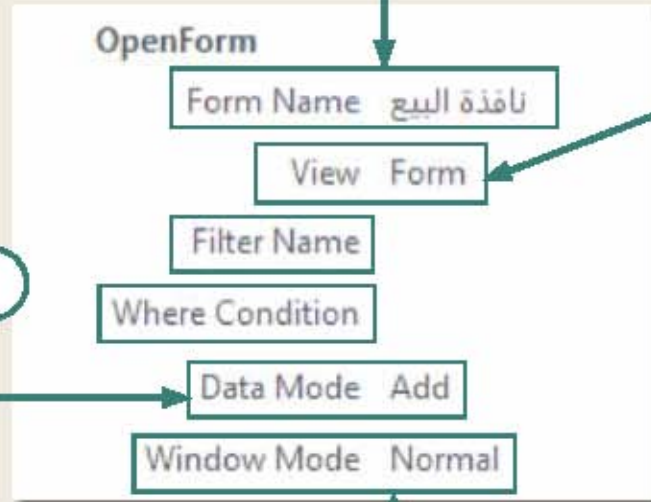 OpenForm
Form Name نافذة البيع
View Form
Filter Name
Where Condition
Data Mode Add
Window Mode Normal